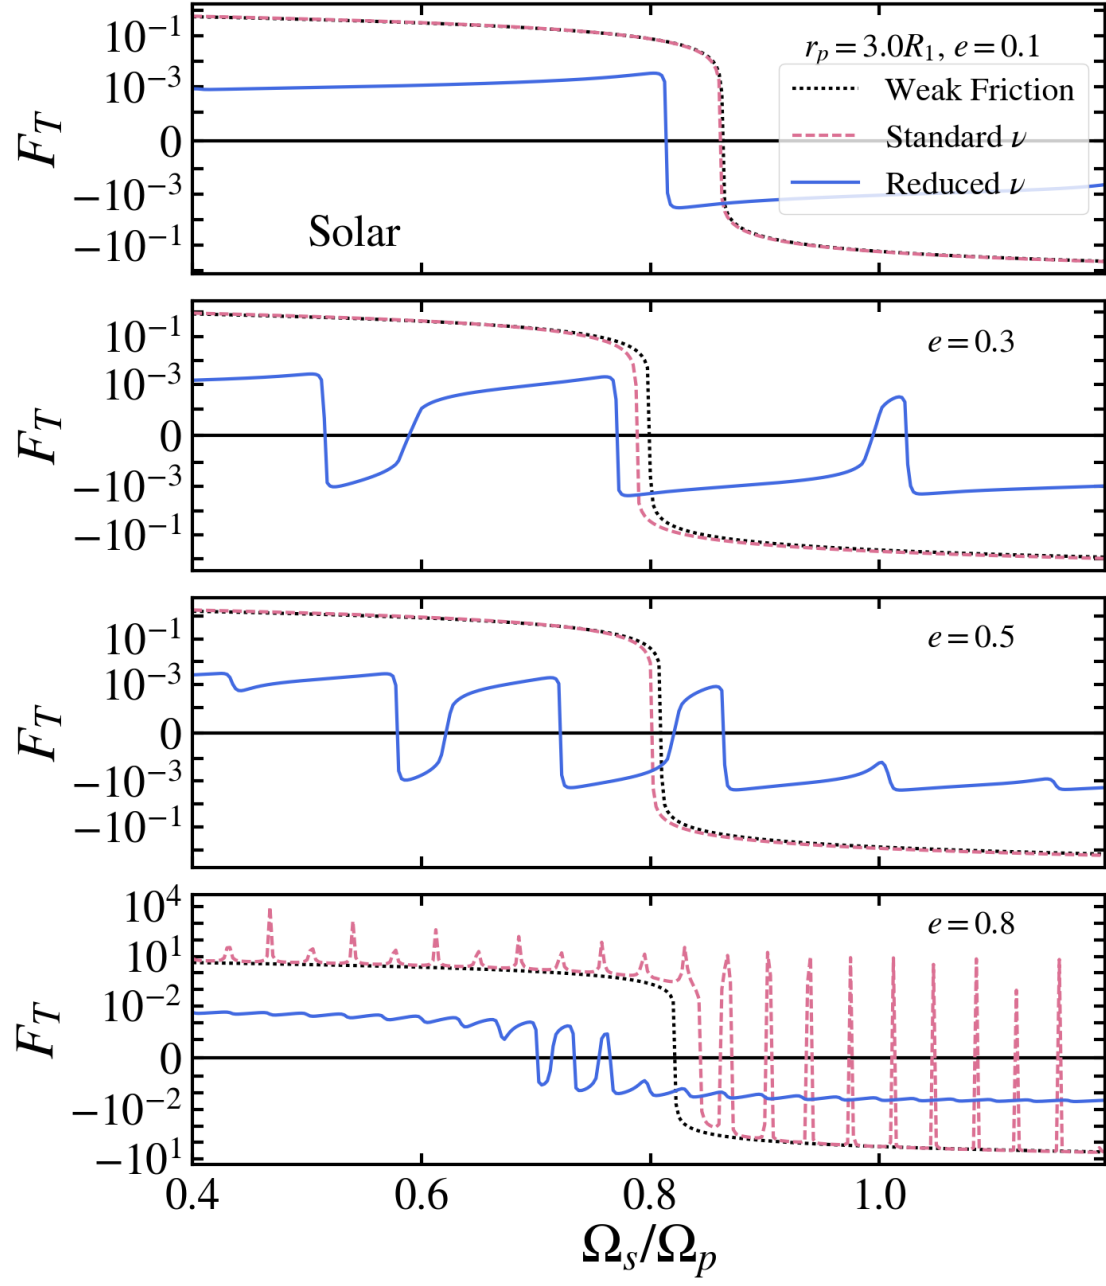 r_p = 3.0R_1, e = 0.1
Weak Friction
Standard ν
Reduced ν
Solar
F_T
10^{-1}
10^{-3}
0
-10^{-3}
-10^{-1}
e = 0.3
F_T
10^{-1}
10^{-3}
0
-10^{-3}
-10^{-1}
e = 0.5
F_T
10^{-1}
10^{-3}
0
-10^{-3}
-10^{-1}
e = 0.8
F_T
10^4
10^1
10^{-2}
0
-10^{-2}
-10^1
0.4 0.6 0.8 1.0
Ω_s/Ω_p